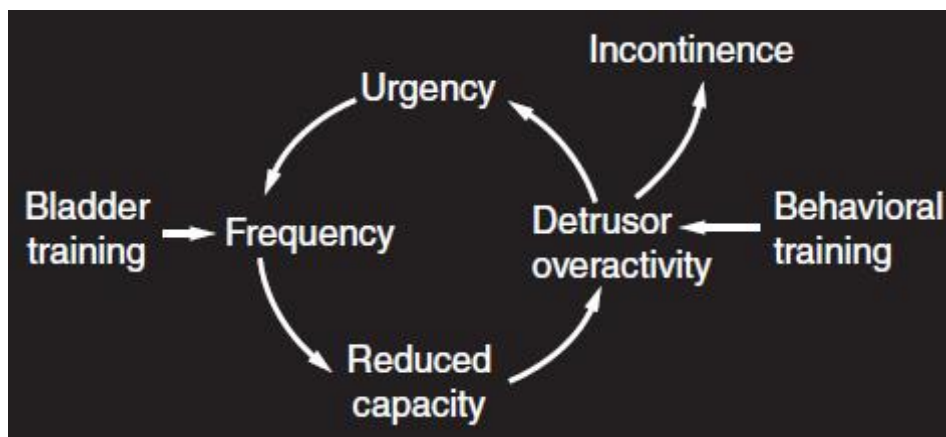 Incontinence
Urgency
Bladder
training
Frequency
Detrusor
overactivity
Behavioral
training
Reduced
capacity